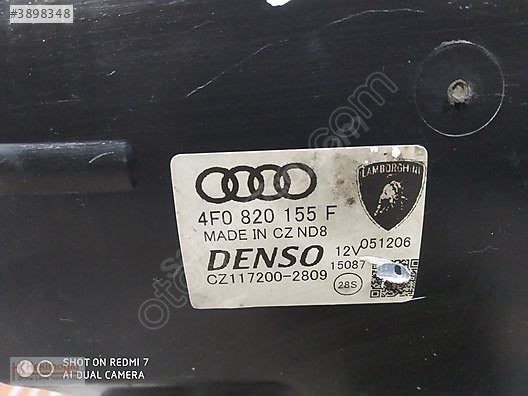 #3898348
LAMBORGHINI
4F0 820 155 F
MADE IN CZ ND8
DENSO
12V
051206
15087
CZ117200-2809
28S
SHOT ON REDMI 7
AI DUAL CAMERA